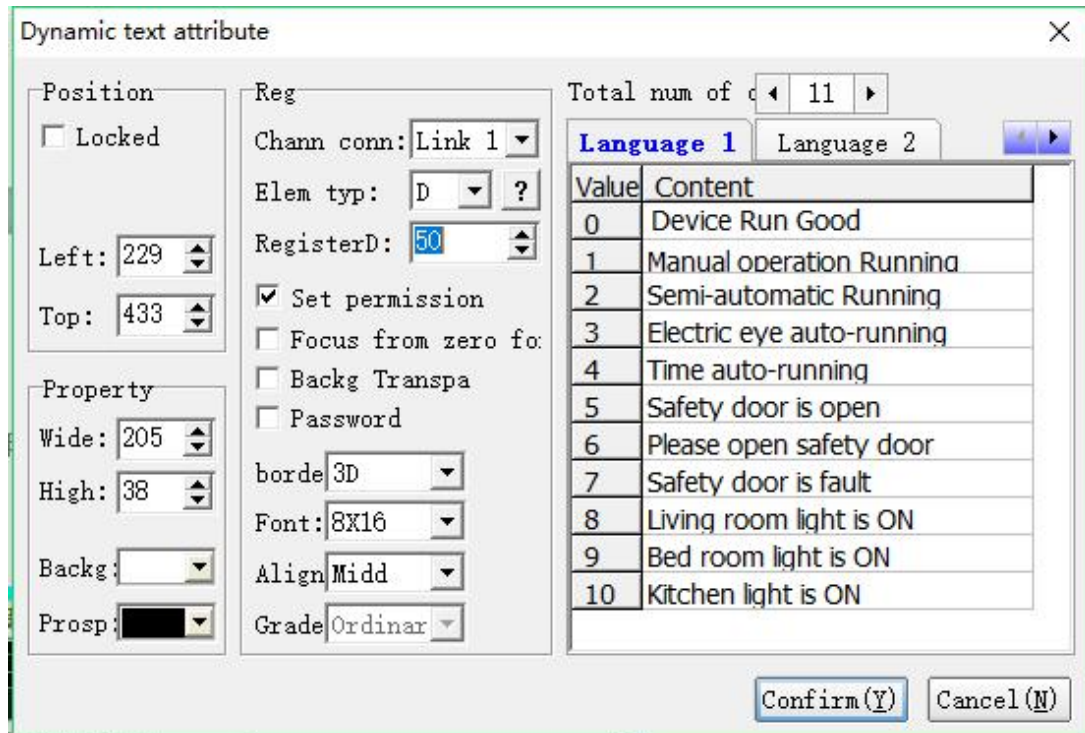 Dynamic text attribute
Position
Locked
Left: 229
Top: 433
Property
Wide: 205
High: 38
Backg:
Prosp:
Reg
Chann conn: Link 1
Elem typ: D ?
RegisterD: 50
Set permission
Focus from zero fo
Backg Transpa
Password
borde 3D
Font: 8X16
Align Midd
Grade Ordinar
Total num of 11
Language 1 Language 2
Value Content
0 Device Run Good
1 Manual operation Running
2 Semi-automatic Running
3 Electric eye auto-running
4 Time auto-running
5 Safety door is open
6 Please open safety door
7 Safety door is fault
8 Living room light is ON
9 Bed room light is ON
10 Kitchen light is ON
Confirm(Y) Cancel(N)